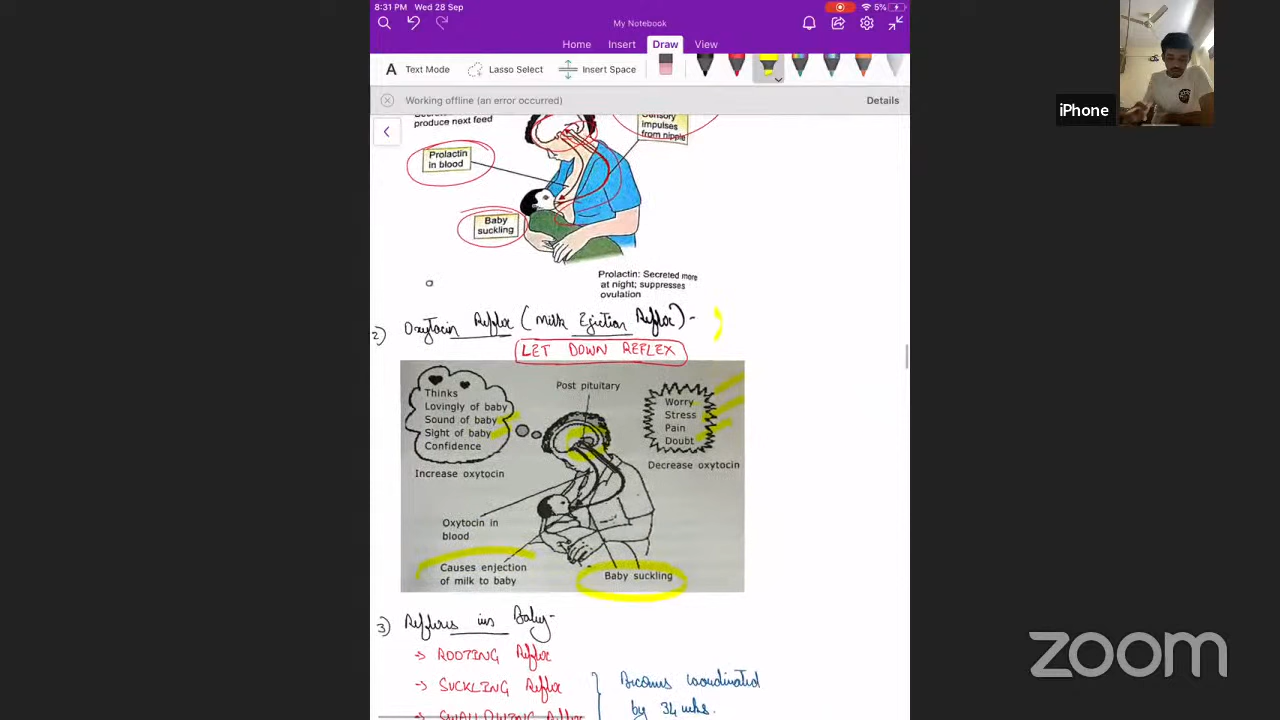 8:31 PM Wed 28 Sep
5%
My Notebook
Home Insert Draw View
A Text Mode Lasso Select Insert Space
Working offline (an error occurred) Details
produce next feed
Sensory
impulses
from nipple
Prolactin
in blood
Baby
suckling
Prolactin: Secreted more
at night; suppresses
ovulation
2) Oxytocin Reflex (Milk Ejection Reflex)-
LET DOWN REFLEX
Thinks
Lovingly of baby
Sound of baby
Sight of baby
Confidence
Increase oxytocin
Post pituitary
Worry
Stress
Pain
Doubt
Decrease oxytocin
Oxytocin in
blood
Causes enjection
of milk to baby
Baby suckling
3) Reflexes in Baby-
→ ROOTING Reflex
→ SUCKLING Reflex
→ SWALLOWING Reflex
Becomes coordinated
by 34 wks.
iPhone
zoom